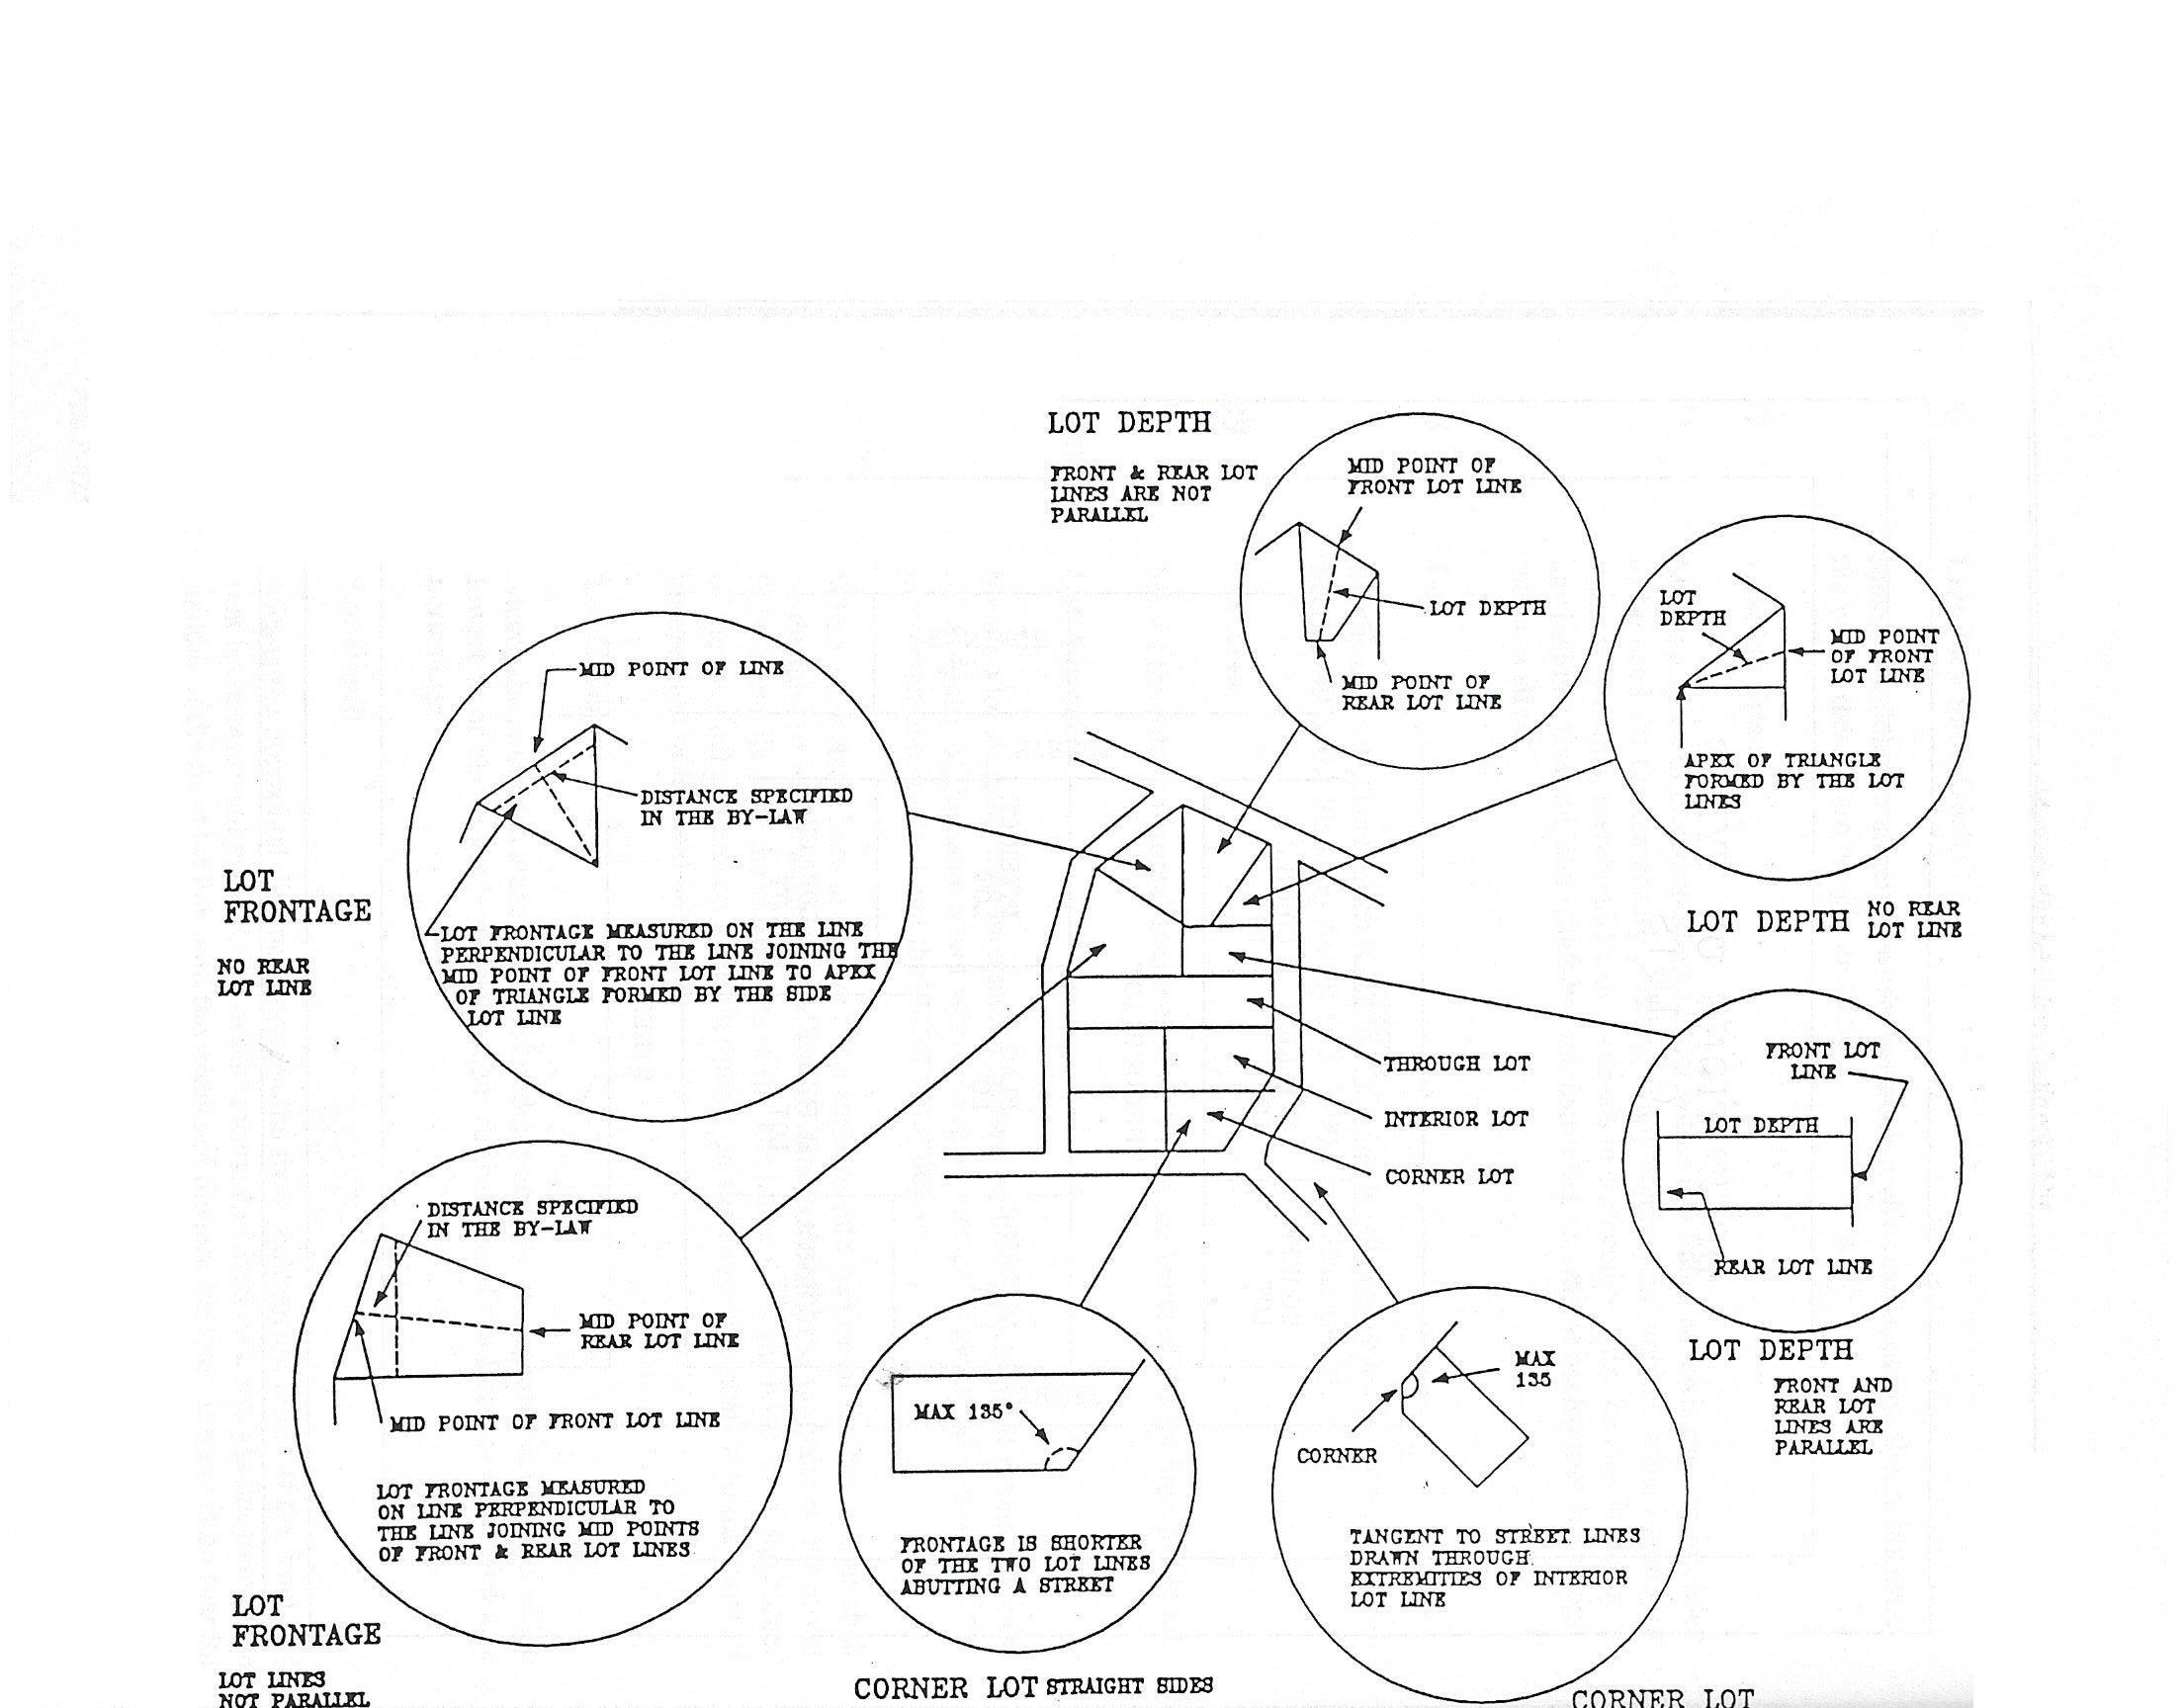 LOT DEPTH
FRONT & REAR LOT
LINES ARE NOT
PARALLEL
MID POINT OF
FRONT LOT LINE
LOT DEPTH
MID POINT OF
REAR LOT LINE
LOT
DEPTH
MID POINT
OF FRONT
LOT LINE
APEX OF TRIANGLE
FORMED BY THE LOT
LINES
LOT DEPTH
NO REAR
LOT LINE
MID POINT OF LINE
DISTANCE SPECIFIED
IN THE BY-LAW
LOT FRONTAGE MEASURED ON THE LINE
PERPENDICULAR TO THE LINE JOINING THE
MID POINT OF FRONT LOT LINE TO APEX
OF TRIANGLE FORMED BY THE SIDE
LOT LINE
LOT
FRONTAGE
NO REAR
LOT LINE
THROUGH LOT
INTERIOR LOT
CORNER LOT
FRONT LOT
LINE
LOT DEPTH
REAR LOT LINE
LOT DEPTH
FRONT AND
REAR LOT
LINES ARE
PARALLEL
DISTANCE SPECIFIED
IN THE BY-LAW
MID POINT OF
REAR LOT LINE
MID POINT OF FRONT LOT LINE
LOT FRONTAGE MEASURED
ON LINE PERPENDICULAR TO
THE LINE JOINING MID POINTS
OF FRONT & REAR LOT LINES
LOT
FRONTAGE
LOT LINES
NOT PARALLEL
MAX 135°
FRONTAGE IS SHORTER
OF THE TWO LOT LINES
ABUTTING A STREET
CORNER LOT STRAIGHT SIDES
MAX
135
CORNER
TANGENT TO STREET LINES
DRAWN THROUGH
EXTREMITIES OF INTERIOR
LOT LINE
CORNER LOT